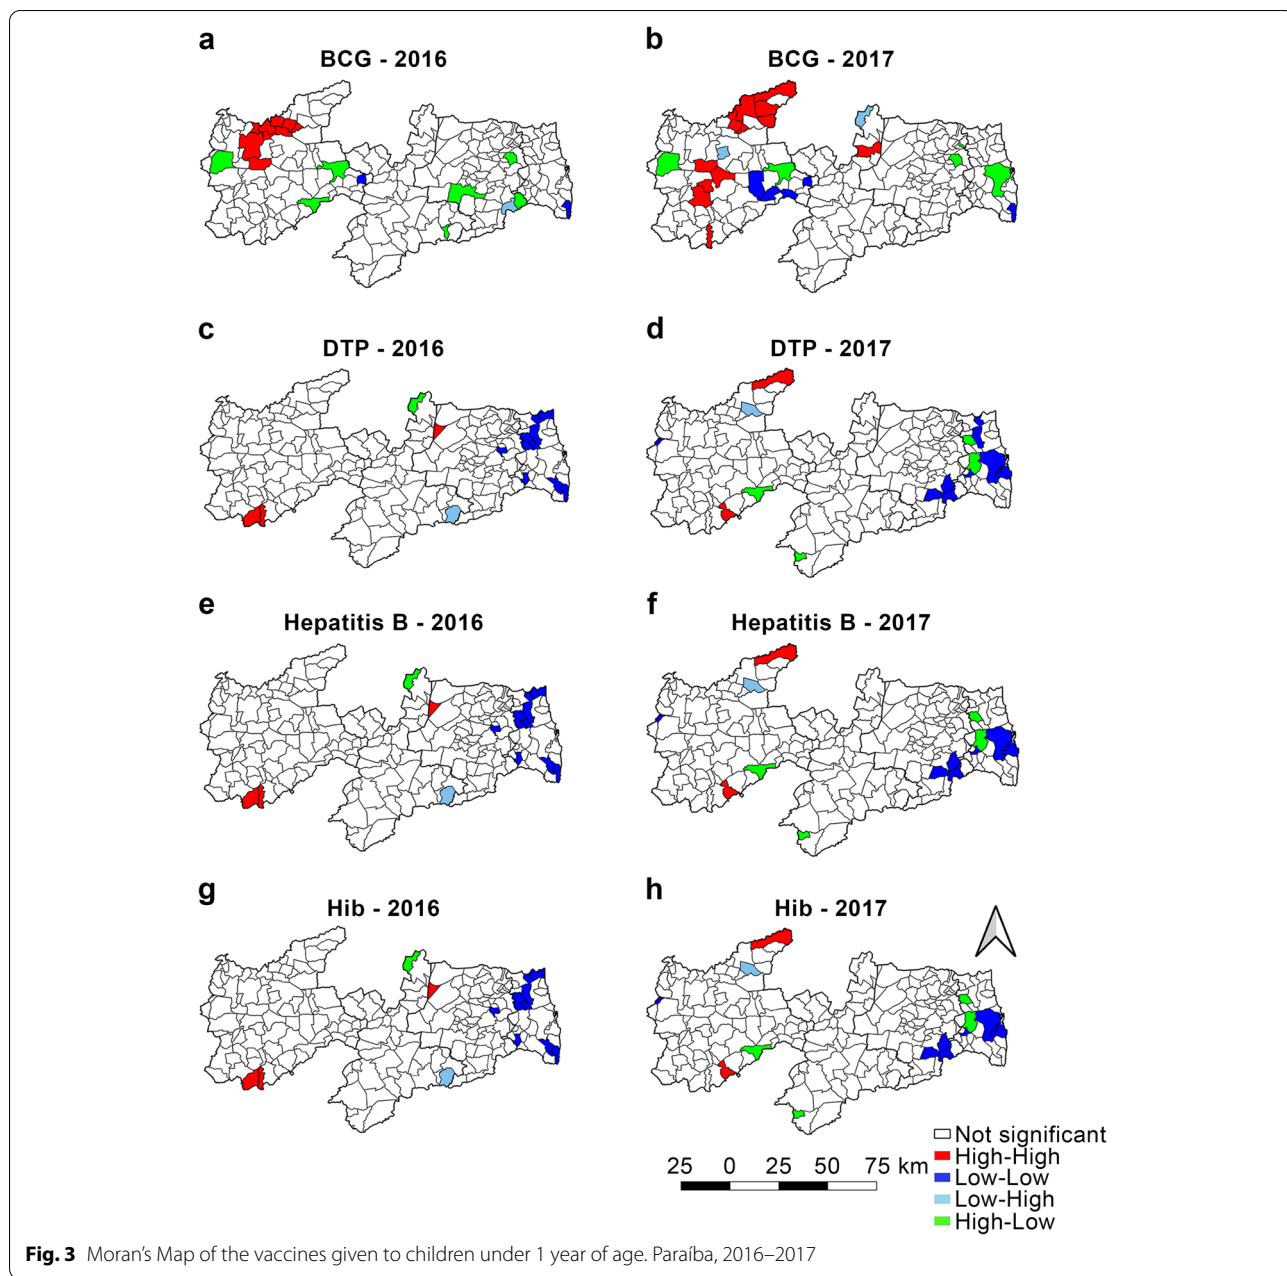 a
BCG - 2016
b
BCG - 2017
c
DTP - 2016
d
DTP - 2017
e
Hepatitis B - 2016
f
Hepatitis B - 2017
g
Hib - 2016
h
Hib - 2017
Not significant
High-High
Low-Low
Low-High
High-Low
25 0 25 50 75 km
Fig. 3 Moran’s Map of the vaccines given to children under 1 year of age. Paraíba, 2016–2017